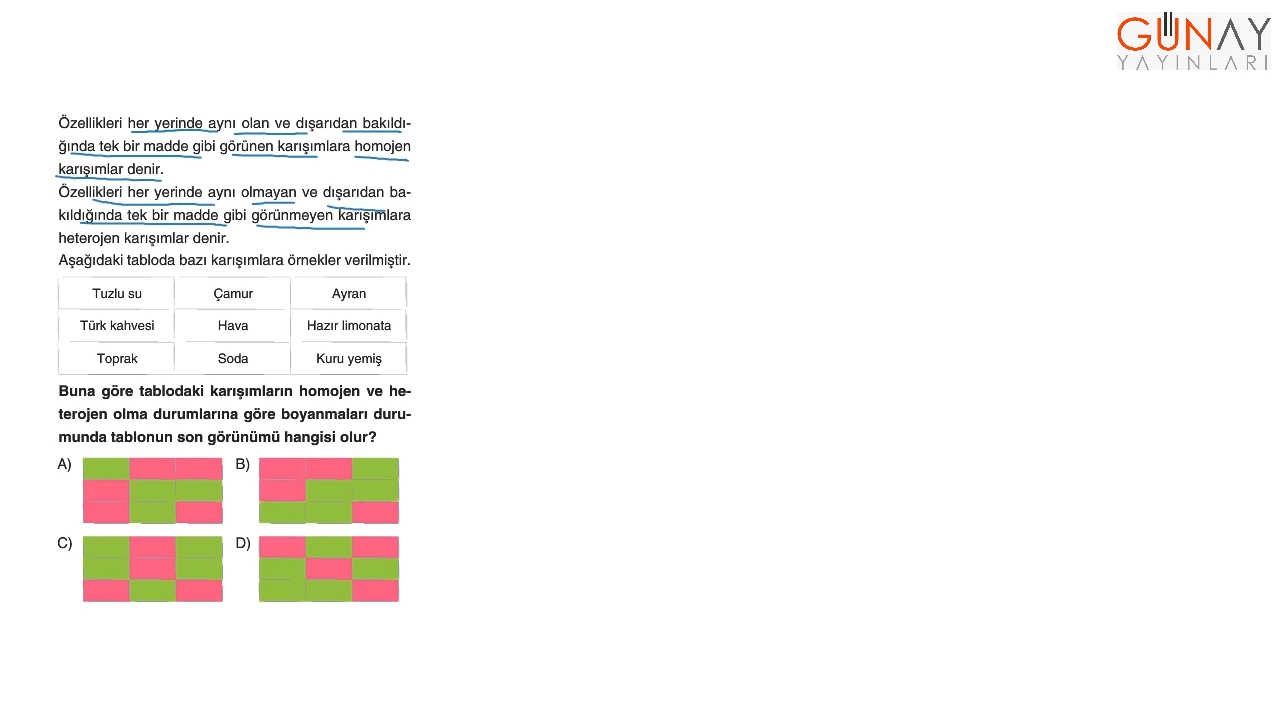 GÜNAY
YAYINLARI
Özellikleri her yerinde aynı olan ve dışarıdan bakıldı-
ğında tek bir madde gibi görünen karışımlara homojen
karışımlar denir.
Özellikleri her yerinde aynı olmayan ve dışarıdan ba-
kıldığında tek bir madde gibi görünmeyen karışımlara
heterojen karışımlar denir.
Aşağıdaki tabloda bazı karışımlara örnekler verilmiştir.
Tuzlu su Çamur Ayran
Türk kahvesi Hava Hazır limonata
Toprak Soda Kuru yemiş
Buna göre tablodaki karışımların homojen ve he-
terojen olma durumlarına göre boyanmaları duru-
munda tablonun son görünümü hangisi olur?
A) B)
C) D)